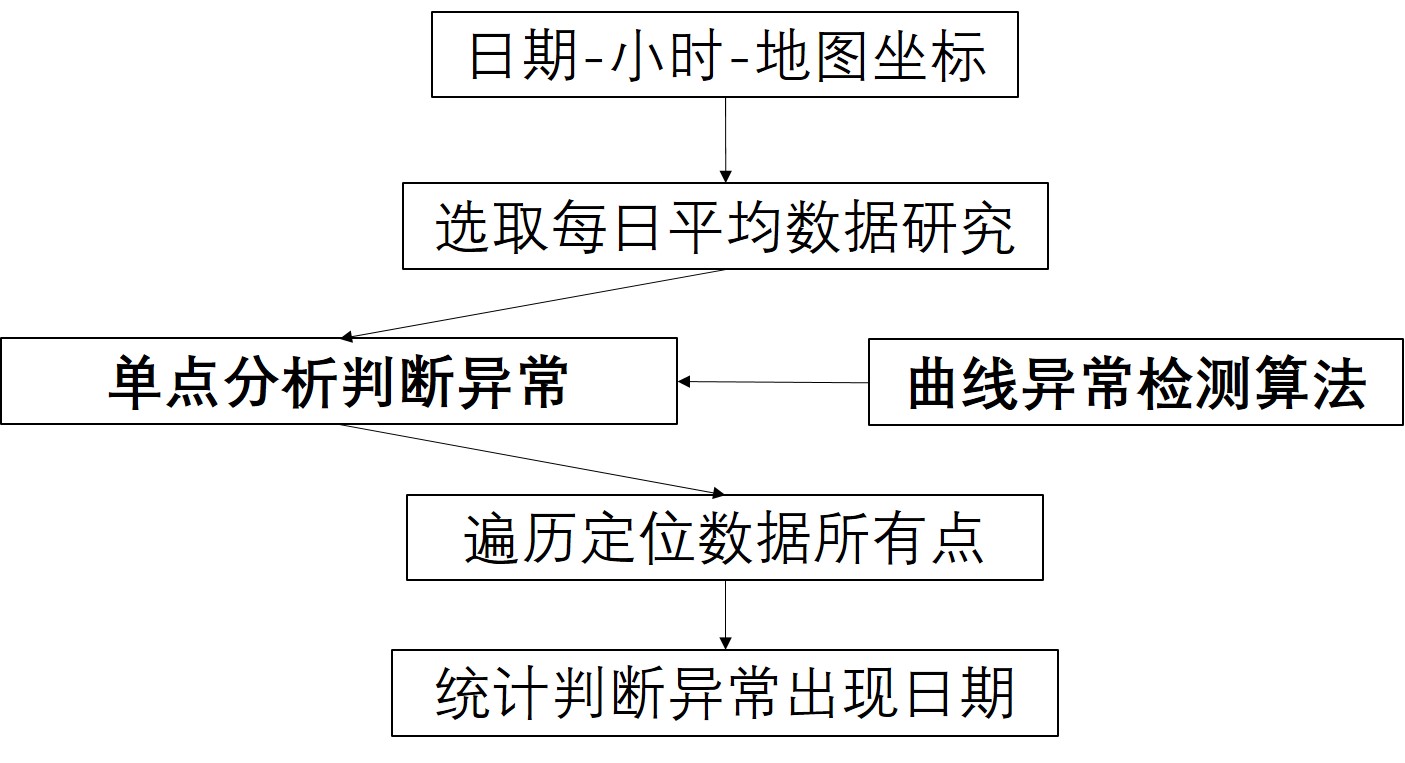 日期-小时-地图坐标
选取每日平均数据研究
单点分析判断异常
曲线异常检测算法
遍历定位数据所有点
统计判断异常出现日期